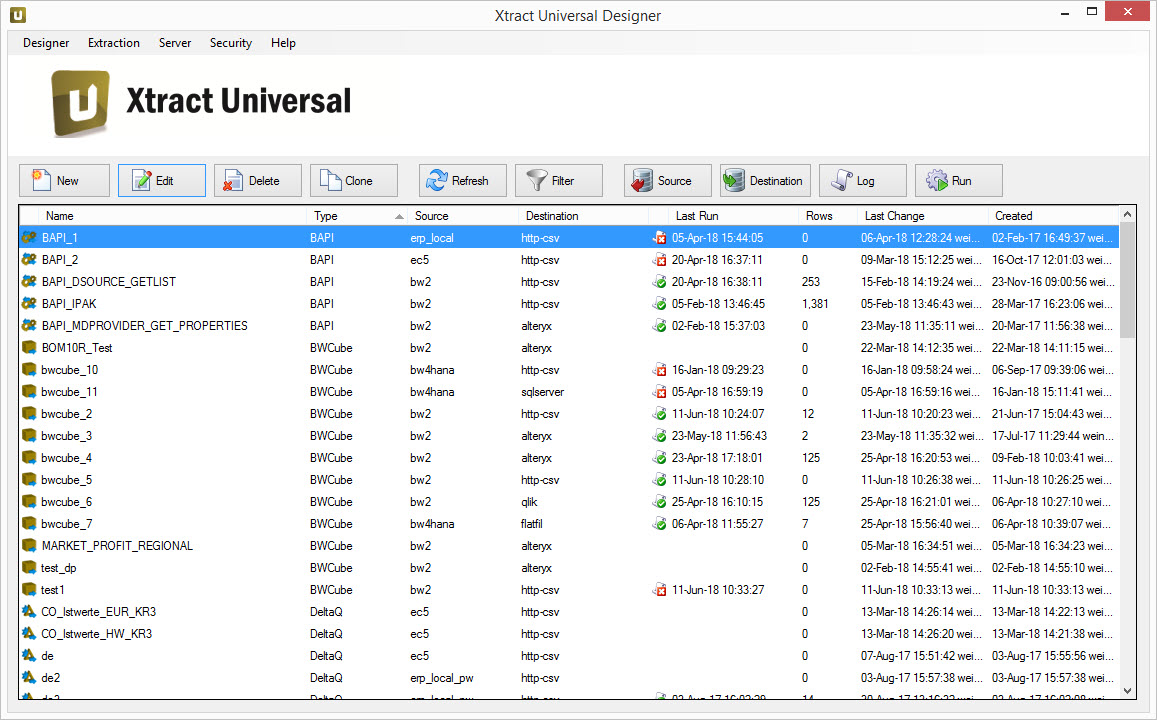 Xtract Universal Designer
Designer Extraction Server Security Help
Xtract Universal
New Edit Delete Clone Refresh Filter Source Destination Log Run
Name Type Source Destination Last Run Rows Last Change Created
BAPI_1 BAPI erp_local http-csv 05-Apr-18 15:44:05 0 06-Apr-18 12:28:24 wei... 02-Feb-17 16:49:37 wei...
BAPI_2 BAPI ec5 http-csv 20-Apr-18 16:37:11 0 09-Mar-18 15:12:25 wei... 16-Oct-17 12:01:03 wei...
BAPI_DSOURCE_GETLIST BAPI bw2 http-csv 20-Apr-18 16:38:11 253 15-Feb-18 14:19:24 wei... 23-Nov-16 09:00:56 wei...
BAPI_IPAK BAPI bw2 http-csv 05-Feb-18 13:46:45 1,381 05-Feb-18 13:46:43 wei... 28-Mar-17 16:23:06 wei...
BAPI_MDPROVIDER_GET_PROPERTIES BAPI bw2 alteryx 02-Feb-18 15:37:03 0 23-May-18 11:35:11 wei... 20-Mar-17 11:56:38 wei...
BOM10R_Test BWCube bw2 alteryx 0 22-Mar-18 14:12:35 wei... 22-Mar-18 14:11:15 wei...
bwcube_10 BWCube bw4hana http-csv 16-Jan-18 09:29:23 0 16-Jan-18 09:58:24 wei... 06-Sep-17 09:39:06 wei...
bwcube_11 BWCube bw4hana sqlserver 05-Apr-18 16:59:19 0 05-Apr-18 16:59:16 wei... 16-Jan-18 15:11:41 wei...
bwcube_2 BWCube bw2 http-csv 11-Jun-18 10:24:07 12 11-Jun-18 10:20:23 wei... 21-Jun-17 15:04:43 wei...
bwcube_3 BWCube bw2 alteryx 23-May-18 11:56:43 2 23-May-18 11:35:32 wei... 17-Jul-17 11:29:44 wein...
bwcube_4 BWCube bw2 alteryx 23-Apr-18 17:18:01 125 25-Apr-18 16:20:53 wei... 09-Feb-18 10:03:41 wei...
bwcube_5 BWCube bw2 http-csv 11-Jun-18 10:28:10 0 11-Jun-18 10:26:38 wei... 11-Jun-18 10:26:25 wei...
bwcube_6 BWCube bw2 qlik 25-Apr-18 16:10:15 125 25-Apr-18 16:21:01 wei... 06-Apr-18 10:27:10 wei...
bwcube_7 BWCube bw4hana flatfil 06-Apr-18 11:55:27 7 25-Apr-18 15:56:40 wei... 06-Apr-18 10:39:07 wei...
MARKET_PROFIT_REGIONAL BWCube bw2 alteryx 0 05-Mar-18 16:34:51 wei... 05-Mar-18 16:34:23 wei...
test_dp BWCube bw2 alteryx 0 02-Feb-18 14:55:41 wei... 02-Feb-18 14:55:10 wei...
test1 BWCube bw2 http-csv 11-Jun-18 10:33:27 0 11-Jun-18 10:33:13 wei... 11-Jun-18 10:33:13 wei...
CO_Istwerte_EUR_KR3 DeltaQ ec5 http-csv 0 13-Mar-18 14:26:14 wei... 13-Mar-18 14:22:13 wei...
CO_Istwerte_HW_KR3 DeltaQ ec5 http-csv 0 13-Mar-18 14:26:20 wei... 13-Mar-18 14:21:38 wei...
de DeltaQ ec5 http-csv 0 07-Aug-17 15:51:42 wei... 03-Aug-17 15:55:56 wei...
de2 DeltaQ erp_local_pw http-csv 0 03-Aug-17 15:57:38 wei... 03-Aug-17 15:57:38 wei...